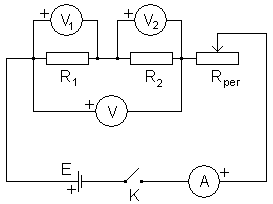 + V1 + V2
R1 R2 Rper
+ V
E + K A +